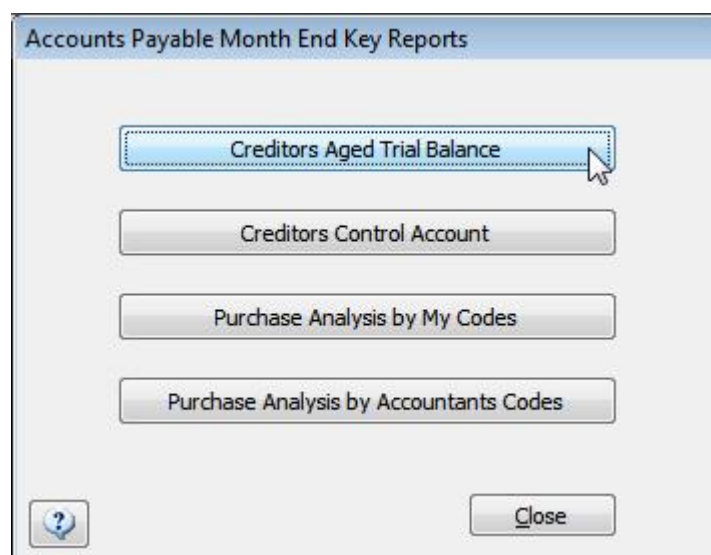 Accounts Payable Month End Key Reports
Creditors Aged Trial Balance
Creditors Control Account
Purchase Analysis by My Codes
Purchase Analysis by Accountants Codes
?
Close